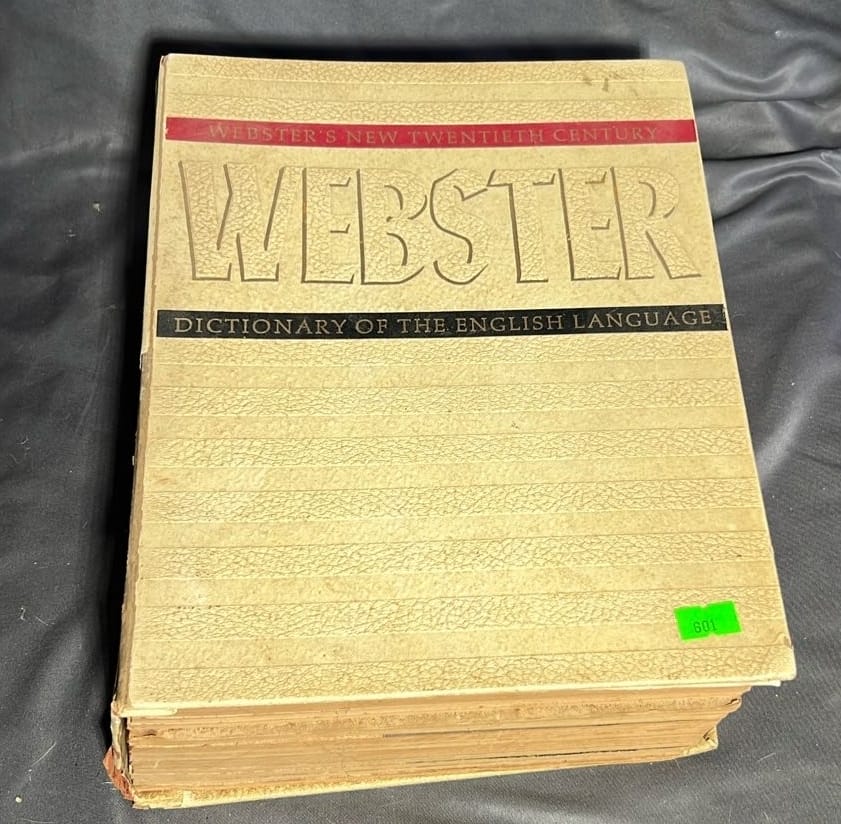 WEBSTER'S NEW TWENTIETH CENTURY
WEBSTER
DICTIONARY OF THE ENGLISH LANGUAGE
601